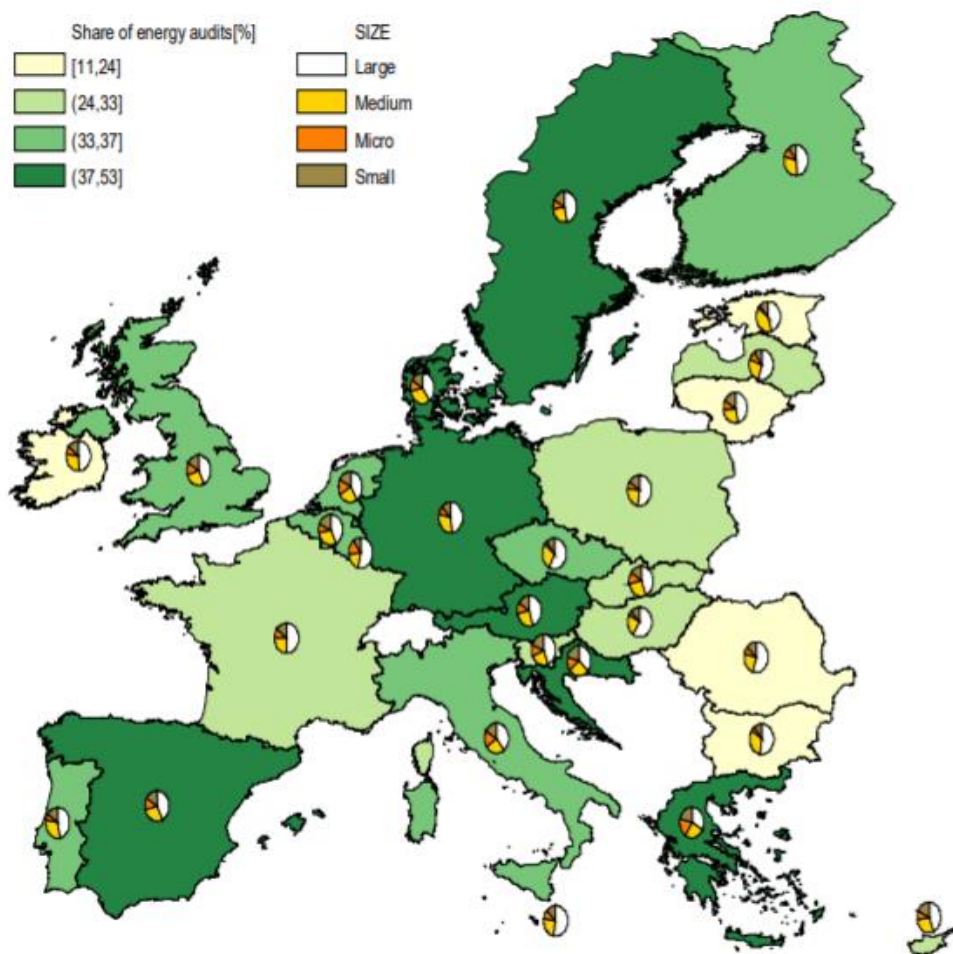 Share of energy audits[%]
SIZE
[11,24]
Large
(24,33]
Medium
(33,37]
Micro
(37,53]
Small